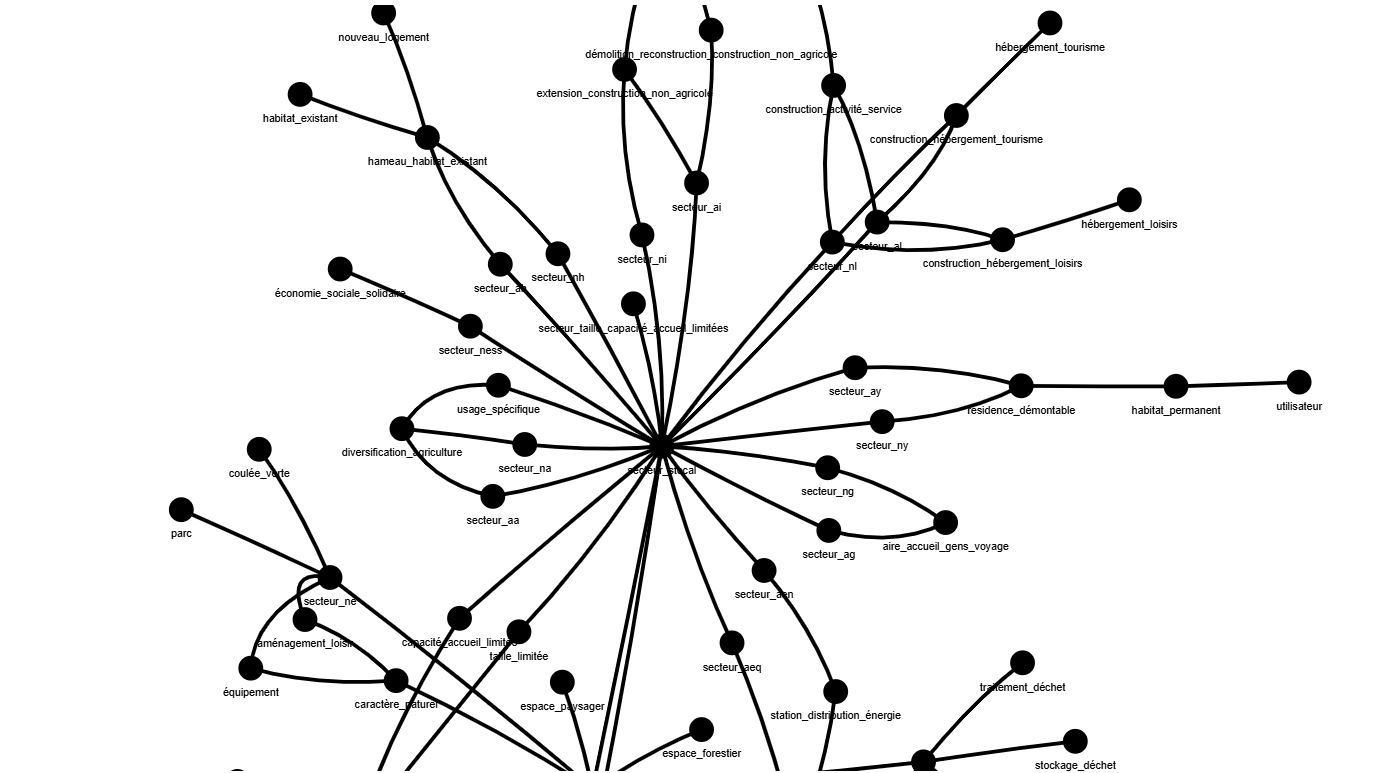 nouveau_logement
hébergement_tourisme
démolition_reconstruction_construction_non_agricole
extension_construction_non_agricole
construction_activité_service
habitat_existant
construction_hébergement_tourisme
hameau_habitat_existant
secteur_ai
hébergement_loisirs
secteur_al
secteur_ni
construction_hébergement_loisirs
secteur_nl
secteur_nh
secteur_ah
économie_sociale_solidaire
secteur_taille_capacité_accueil_limitées
secteur_ness
secteur_ay
usage_spécifique
résidence_démontable
habitat_permanent
utilisateur
secteur_ny
diversification_agriculture
secteur_na
secteur_stecal
coulée_verte
secteur_ng
secteur_aa
parc
aire_accueil_gens_voyage
secteur_ag
secteur_aen
secteur_ne
aménagement_loisir
capacité_accueil_limitée
taille_limitée
secteur_aeq
traitement_déchet
équipement
caractère_naturel
espace_paysager
station_distribution_énergie
espace_forestier
stockage_déchet